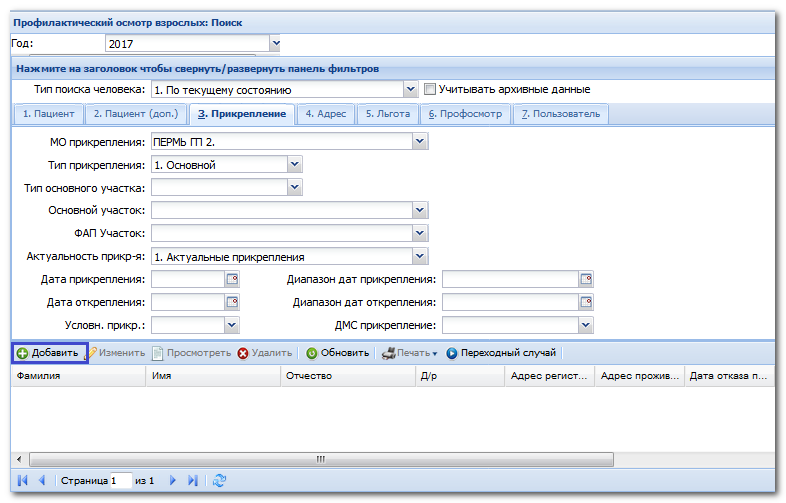 Профилактический осмотр взрослых: Поиск
Год: 2017
Нажмите на заголовок чтобы свернуть/развернуть панель фильтров
Тип поиска человека: 1. По текущему состоянию Учитывать архивные данные
1. Пациент 2. Пациент (доп.) 3. Прикрепление 4. Адрес 5. Льгота 6. Профосмотр 7. Пользователь
МО прикрепления: ПЕРМЬ ГП 2.
Тип прикрепления: 1. Основной
Тип основного участка:
Основной участок:
ФАП Участок:
Актуальность прикр-я: 1. Актуальные прикрепления
Дата прикрепления: Диапазон дат прикрепления:
Дата открепления: Диапазон дат открепления:
Условн. прикр.: ДМС прикрепление:
Добавить Изменить Просмотреть Удалить Обновить Печать Переходный случай
Фамилия Имя Отчество Д/р Адрес регист... Адрес прожив... Дата отказа п...
Страница 1 из 1